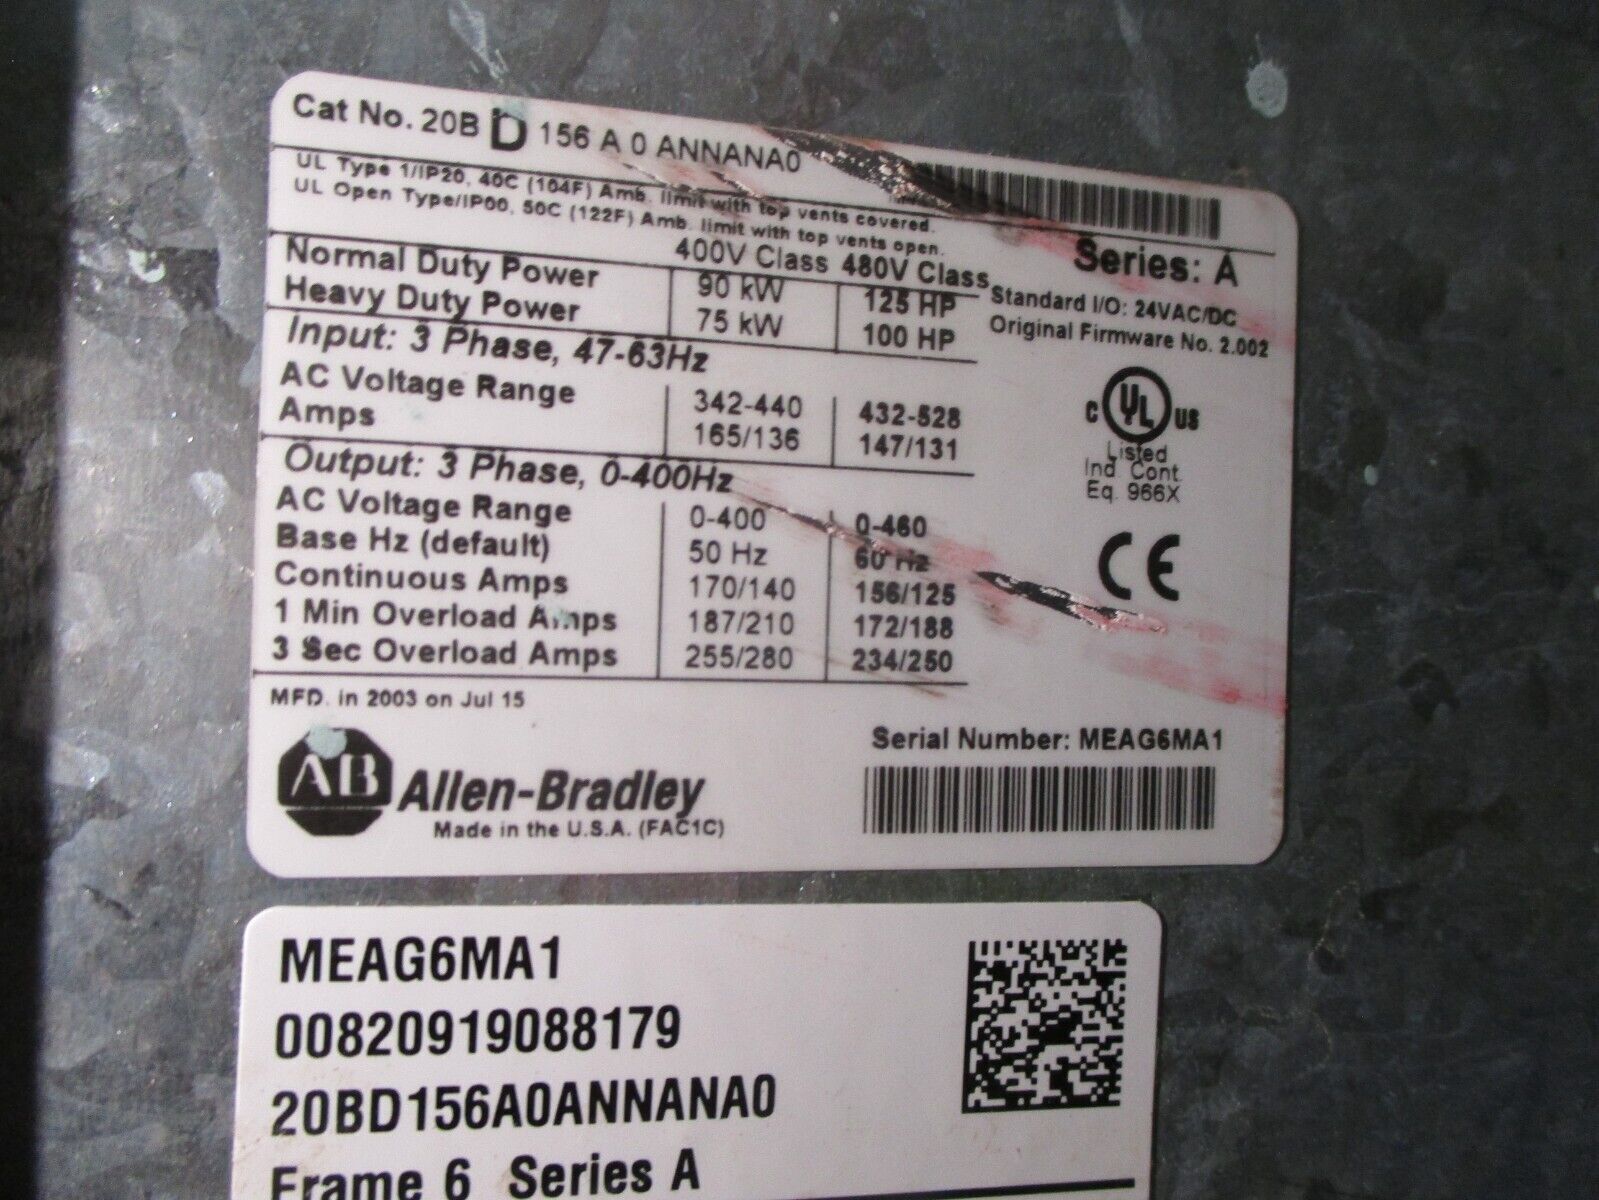 Cat No. 20B D 156 A 0 ANNANA0
UL Type 1/IP20, 40C (104F) Amb. limit with top vents covered.
UL Open Type/IP00, 50C (122F) Amb. limit with top vents open.
Series: A
400V Class 480V Class
Normal Duty Power 90 kW 125 HP
Heavy Duty Power 75 kW 100 HP
Standard I/O: 24VAC/DC
Original Firmware No. 2.002
Input: 3 Phase, 47-63Hz
AC Voltage Range 342-440 432-528
Amps 165/136 147/131
C UL US
Listed
Ind. Cont.
Eq. 966X
Output: 3 Phase, 0-400Hz
AC Voltage Range 0-400 0-460
Base Hz (default) 50 Hz 60 Hz
Continuous Amps 170/140 156/125
1 Min Overload Amps 187/210 172/188
3 Sec Overload Amps 255/280 234/250
CE
MFD. in 2003 on Jul 15
Serial Number: MEAG6MA1
AB Allen-Bradley
Made in the U.S.A. (FAC1C)
MEAG6MA1
00820919088179
20BD156A0ANNANA0
Frame 6 Series A